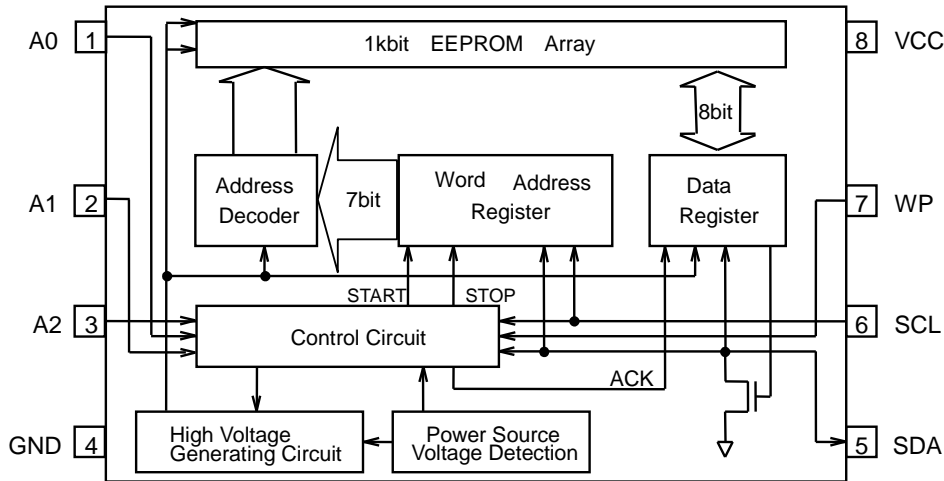 A0 1
1kbit EEPROM Array
8 VCC
8bit
A1 2
Address
Decoder
7bit
Word Address
Register
Data
Register
7 WP
START
STOP
A2 3
Control Circuit
6 SCL
ACK
GND 4
High Voltage
Generating Circuit
Power Source
Voltage Detection
5 SDA